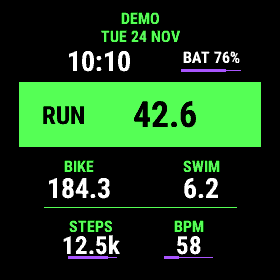 DEMO
TUE 24 NOV
10:10
BAT 76%
RUN 42.6
BIKE SWIM
184.3 6.2
STEPS BPM
12.5k 58